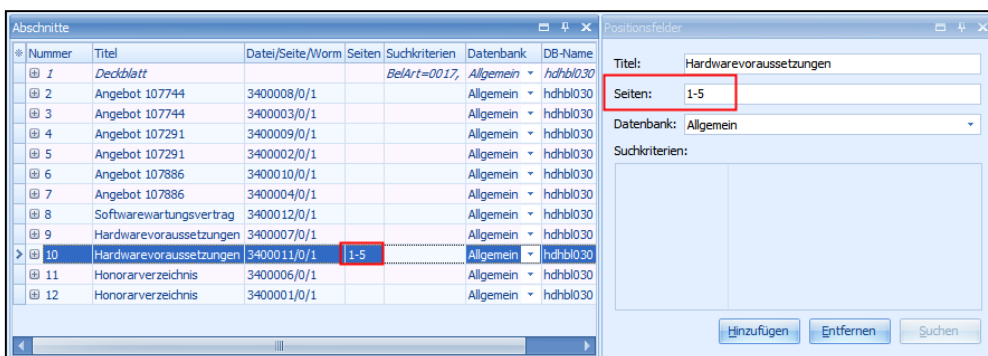 Abschnitte
Nummer Titel Datei/Seite/Worm Seiten Suchkriterien Datenbank DB-Name
1 Deckblatt BelArt=0017, Allgemein hdhbl030
2 Angebot 107744 3400008/0/1 Allgemein hdhbl030
3 Angebot 107744 3400003/0/1 Allgemein hdhbl030
4 Angebot 107291 3400009/0/1 Allgemein hdhbl030
5 Angebot 107291 3400002/0/1 Allgemein hdhbl030
6 Angebot 107886 3400010/0/1 Allgemein hdhbl030
7 Angebot 107886 3400004/0/1 Allgemein hdhbl030
8 Softwarewartungsvertrag 3400012/0/1 Allgemein hdhbl030
9 Hardwarevoraussetzungen 3400007/0/1 Allgemein hdhbl030
10 Hardwarevoraussetzungen 3400011/0/1 1-5 Allgemein hdhbl030
11 Honorarverzeichnis 3400006/0/1 Allgemein hdhbl030
12 Honorarverzeichnis 3400001/0/1 Allgemein hdhbl030
Positionsfelder
Titel: Hardwarevoraussetzungen
Seiten: 1-5
Datenbank: Allgemein
Suchkriterien:
Hinzufügen Entfernen Suchen